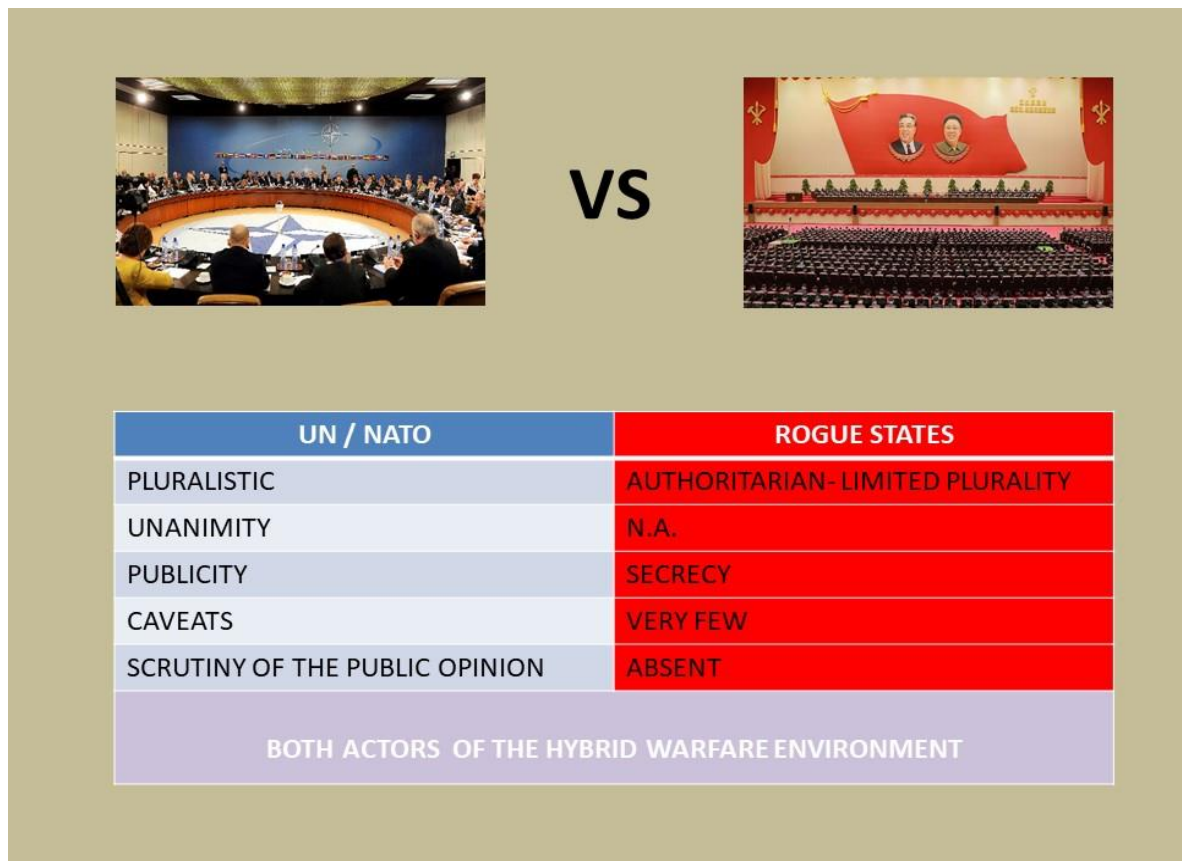 VS
UN / NATO
ROGUE STATES
PLURALISTIC
AUTHORITARIAN- LIMITED PLURALITY
UNANIMITY
N.A.
PUBLICITY
SECRECY
CAVEATS
VERY FEW
SCRUTINY OF THE PUBLIC OPINION
ABSENT
BOTH ACTORS OF THE HYBRID WARFARE ENVIRONMENT